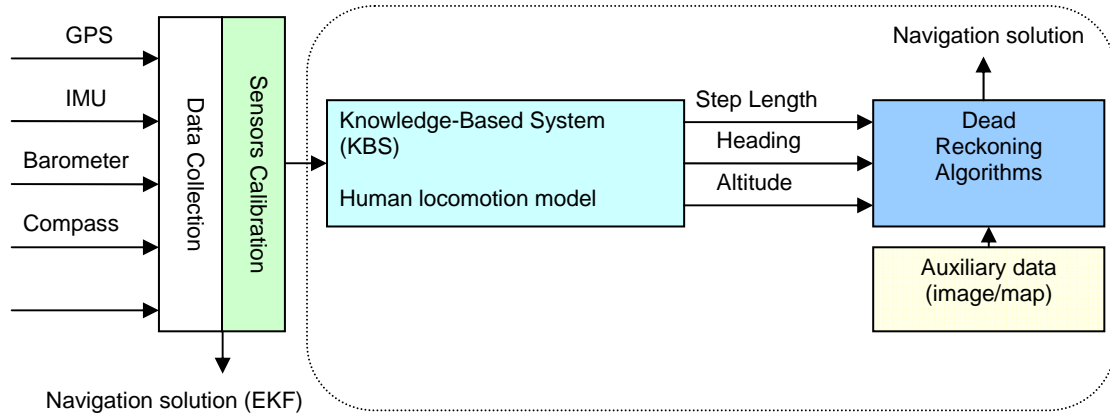 GPS
IMU
Barometer
Compass
Data Collection
Sensors Calibration
Navigation solution (EKF)
Knowledge-Based System
(KBS)
Human locomotion model
Step Length
Heading
Altitude
Navigation solution
Dead
Reckoning
Algorithms
Auxiliary data
(image/map)